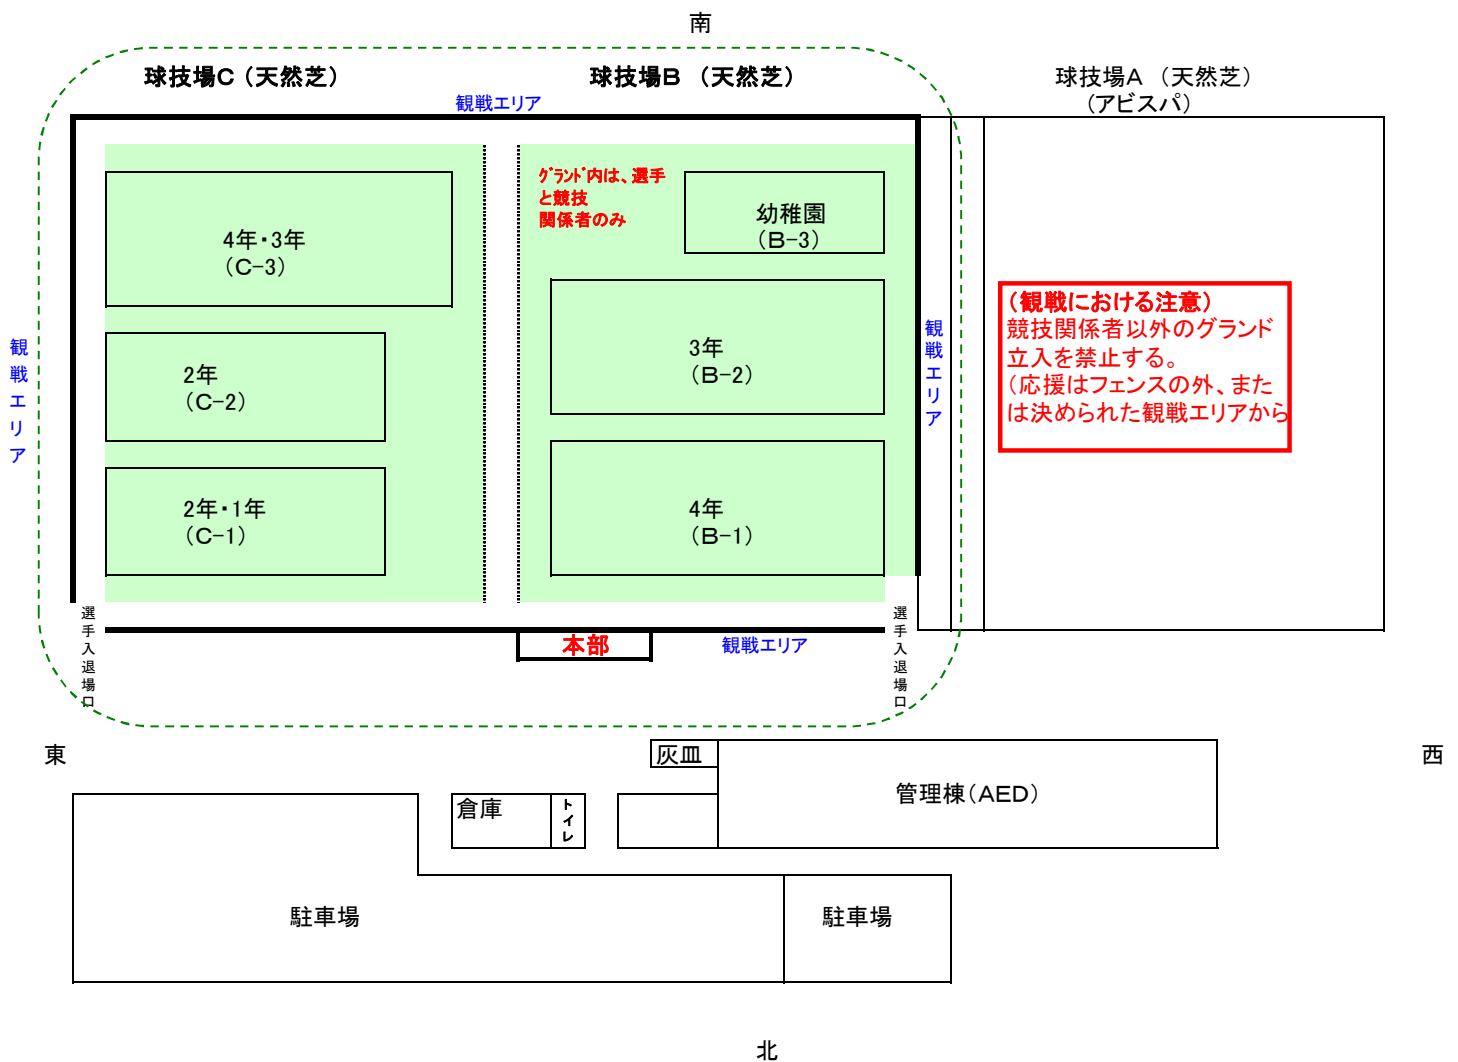 南
球技場C(天然芝)
球技場B (天然芝)
球技場A (天然芝)
(アビスパ)
観戦エリア
グランド内は、選手
と競技
関係者のみ
幼稚園
(B-3)
4年・3年
(C-3)
(観戦における注意)
競技関係者以外のグランド
立入を禁止する。
(応援はフェンスの外、また
は決められた観戦エリアから
観戦エリア
観戦エリア
3年
(B-2)
2年
(C-2)
2年・1年
(C-1)
4年
(B-1)
選手入退場口
選手入退場口
本部
観戦エリア
東
西
灰皿
管理棟(AED)
倉庫
トイレ
駐車場
駐車場
北